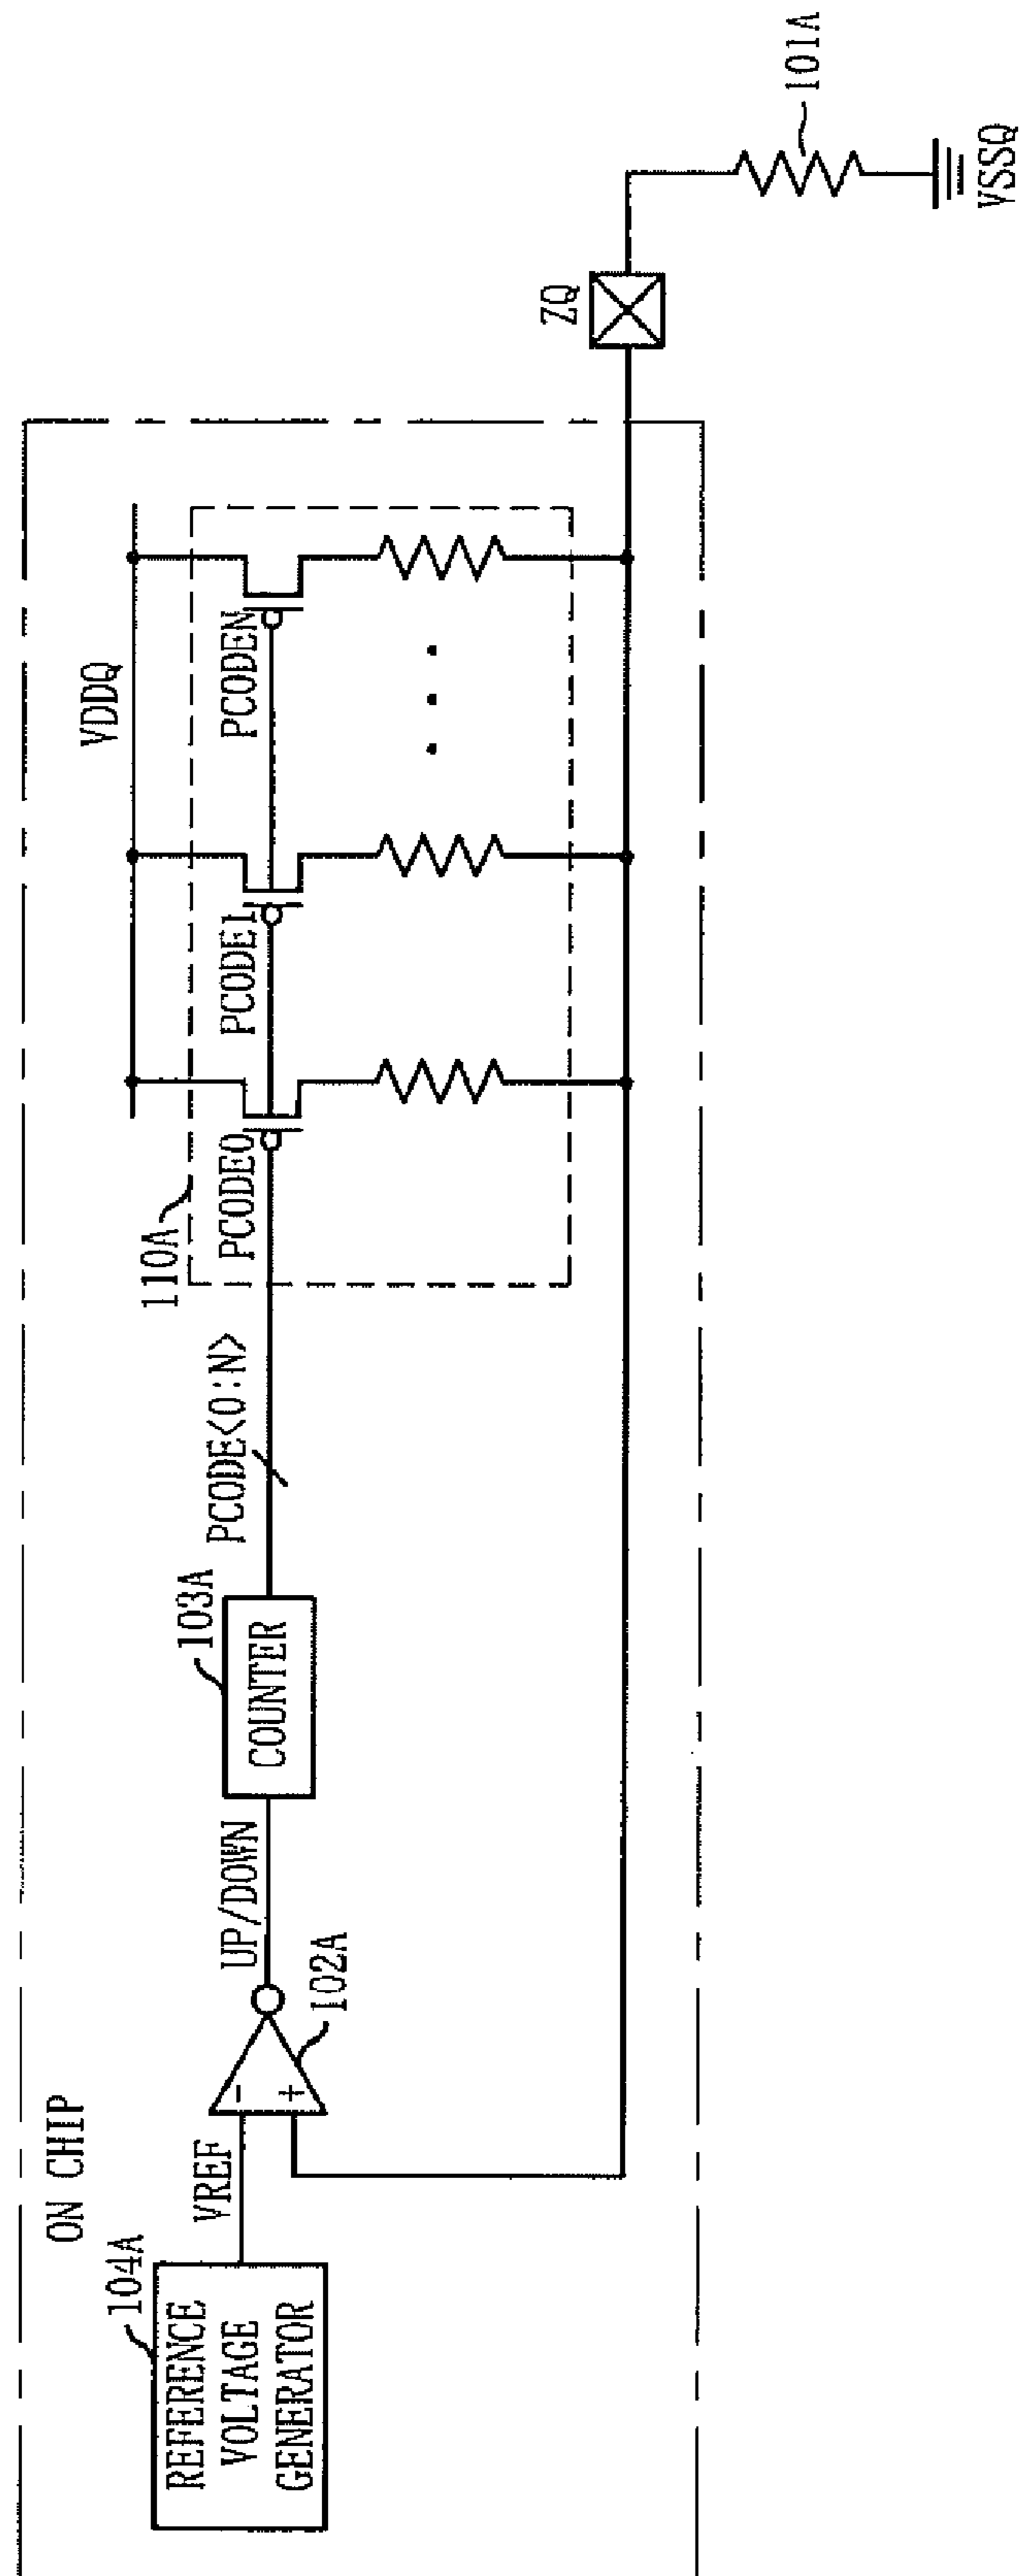 ON CHIP
104A
REFERENCE
VOLTAGE
GENERATOR
VREF
-
+
102A
UP/DOWN
103A
COUNTER
PCODE<0:N>
110A
PCODE0
PCODE1
PCODEN
VDDQ
ZQ
101A
VSSQ